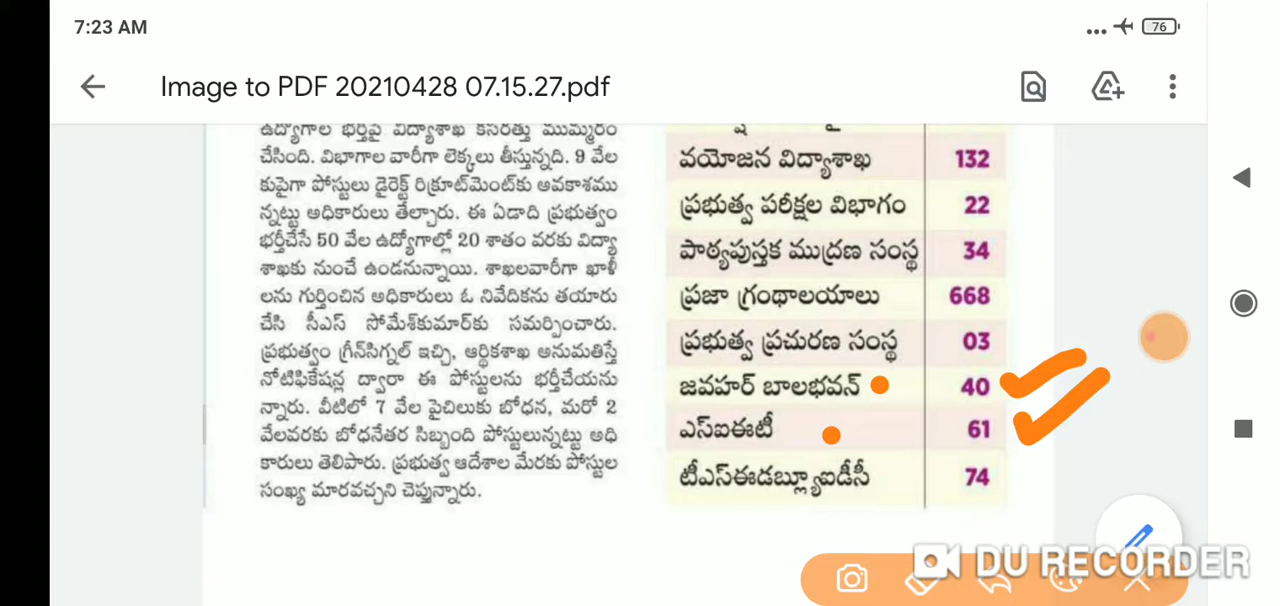 7:23 AM
76
Image to PDF 20210428 07.15.27.pdf
ఉద్యోగాల భర్తీపై విద్యాశాఖ కసరత్తు ముమ్మరం
చేసింది. విభాగాల వారీగా లెక్కలు తీస్తున్నది. 9 వేల
కుపైగా పోస్టులు డైరెక్ట్ రిక్రూట్‌మెంట్‌కు అవకాశము
న్నట్టు అధికారులు తేల్చారు. ఈ ఏడాది ప్రభుత్వం
భర్తీచేసే 50 వేల ఉద్యోగాల్లో 20 శాతం వరకు విద్యా
శాఖకు నుంచే ఉండనున్నాయి. శాఖలవారీగా ఖాళీ
లను గుర్తించిన అధికారులు ఓ నివేదికను తయారు
చేసి సీఎస్ సోమేశ్‌కుమార్‌కు సమర్పించారు.
ప్రభుత్వం గ్రీన్‌సిగ్నల్ ఇచ్చి, ఆర్థికశాఖ అనుమతిస్తే
నోటిఫికేషన్ల ద్వారా ఈ పోస్టులను భర్తీచేయను
న్నారు. వీటిలో 7 వేల పైచిలుకు బోధన, మరో 2
వేలవరకు బోధనేతర సిబ్బంది పోస్టులున్నట్టు అధి
కారులు తెలిపారు. ప్రభుత్వ ఆదేశాల మేరకు పోస్టుల
సంఖ్య మారవచ్చని చెప్తున్నారు.
వయోజన విద్యాశాఖ 132
ప్రభుత్వ పరీక్షల విభాగం 22
పాఠ్యపుస్తక ముద్రణ సంస్థ 34
ప్రజా గ్రంథాలయాలు 668
ప్రభుత్వ ప్రచురణ సంస్థ 03
జవహర్ బాలభవన్ 40
ఎస్ఐఈటీ 61
టీఎస్ఈడబ్ల్యూఐడీసీ 74
DU RECORDER